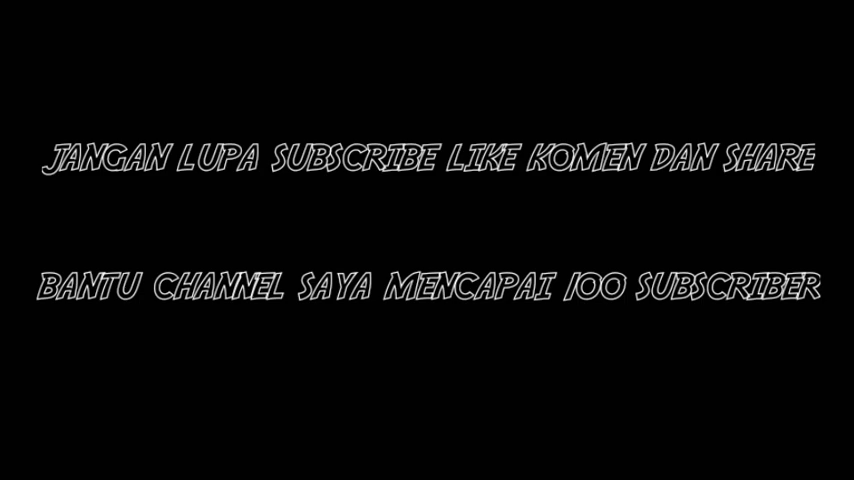 JANGAN LUPA SUBSCRIBE LIKE KOMEN DAN SHARE
BANTU CHANNEL SAYA MENCAPAI 100 SUBSCRIBER